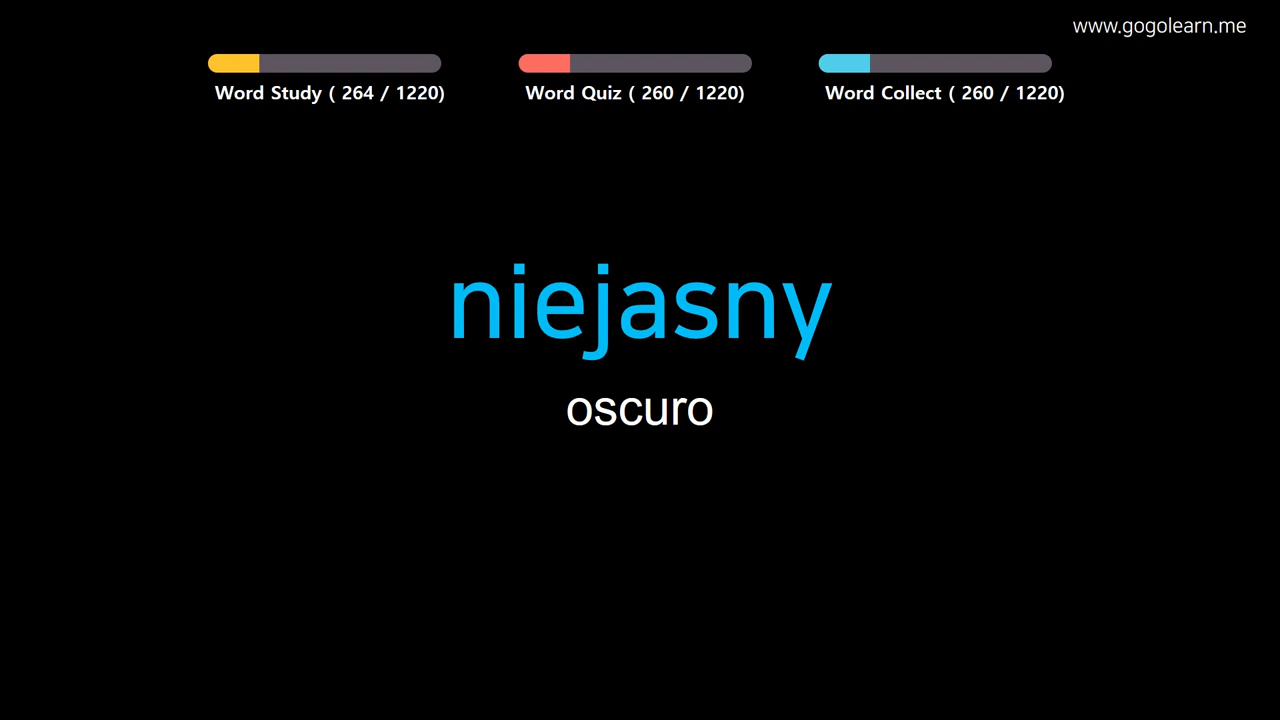 www.gogolearn.me
Word Study ( 264 / 1220)
Word Quiz ( 260 / 1220)
Word Collect ( 260 / 1220)
niejasny
oscuro